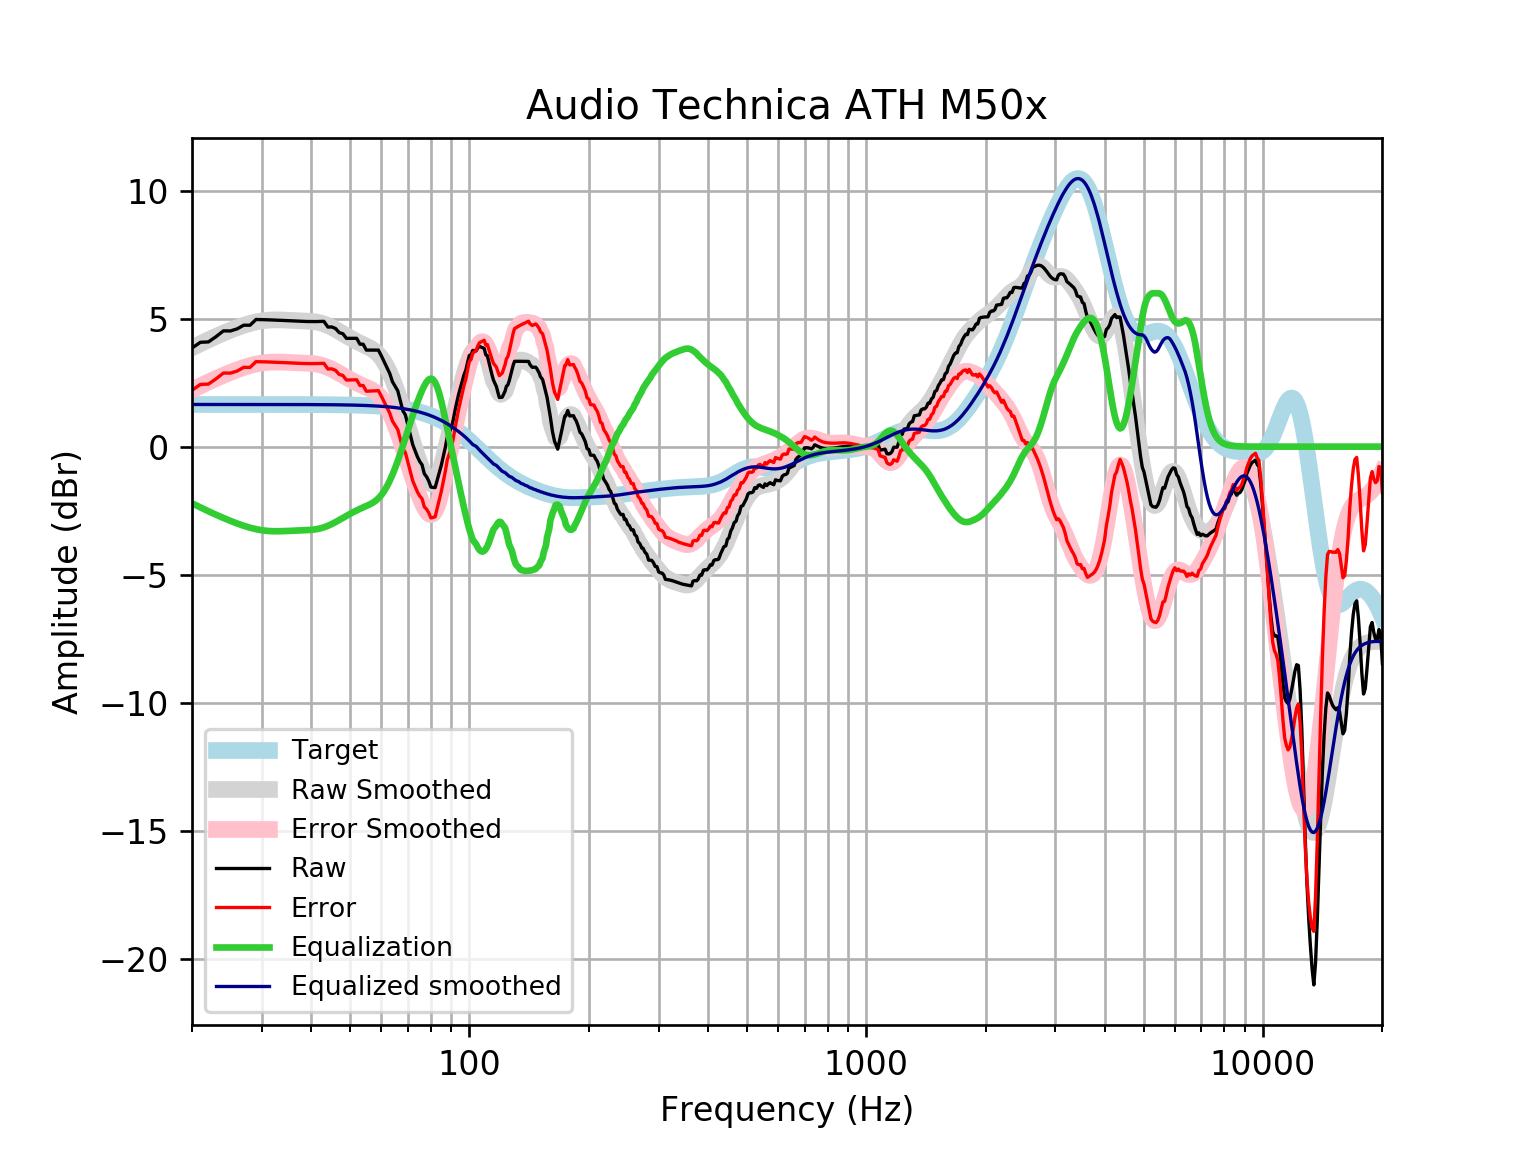 Audio Technica ATH M50x
Amplitude (dBr)
10
5
0
−5
−10
−15
−20
Target
Raw Smoothed
Error Smoothed
Raw
Error
Equalization
Equalized smoothed
100 1000 10000
Frequency (Hz)